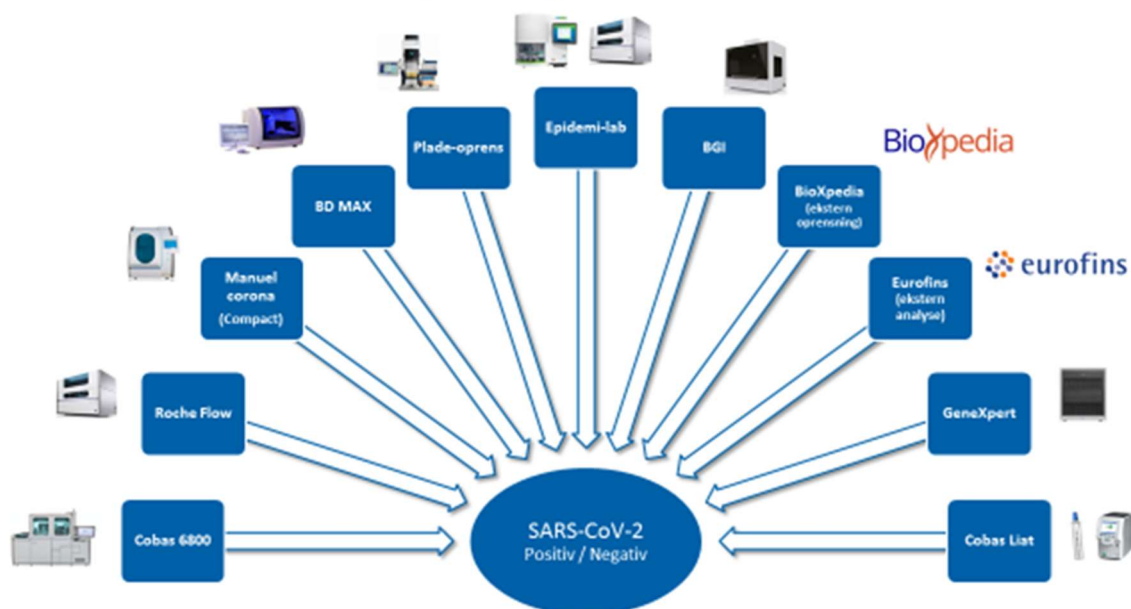 Epidemi-lab
Plade-oprens
BGI
BioXpedia
BD MAX
BioXpedia
(ekstern
oprensning)
eurofins
Manuel
corona
(Compact)
Eurofins
(ekstern
analyse)
Roche Flow
GeneXpert
Cobas 6800
SARS-CoV-2
Positiv / Negativ
Cobas Liat